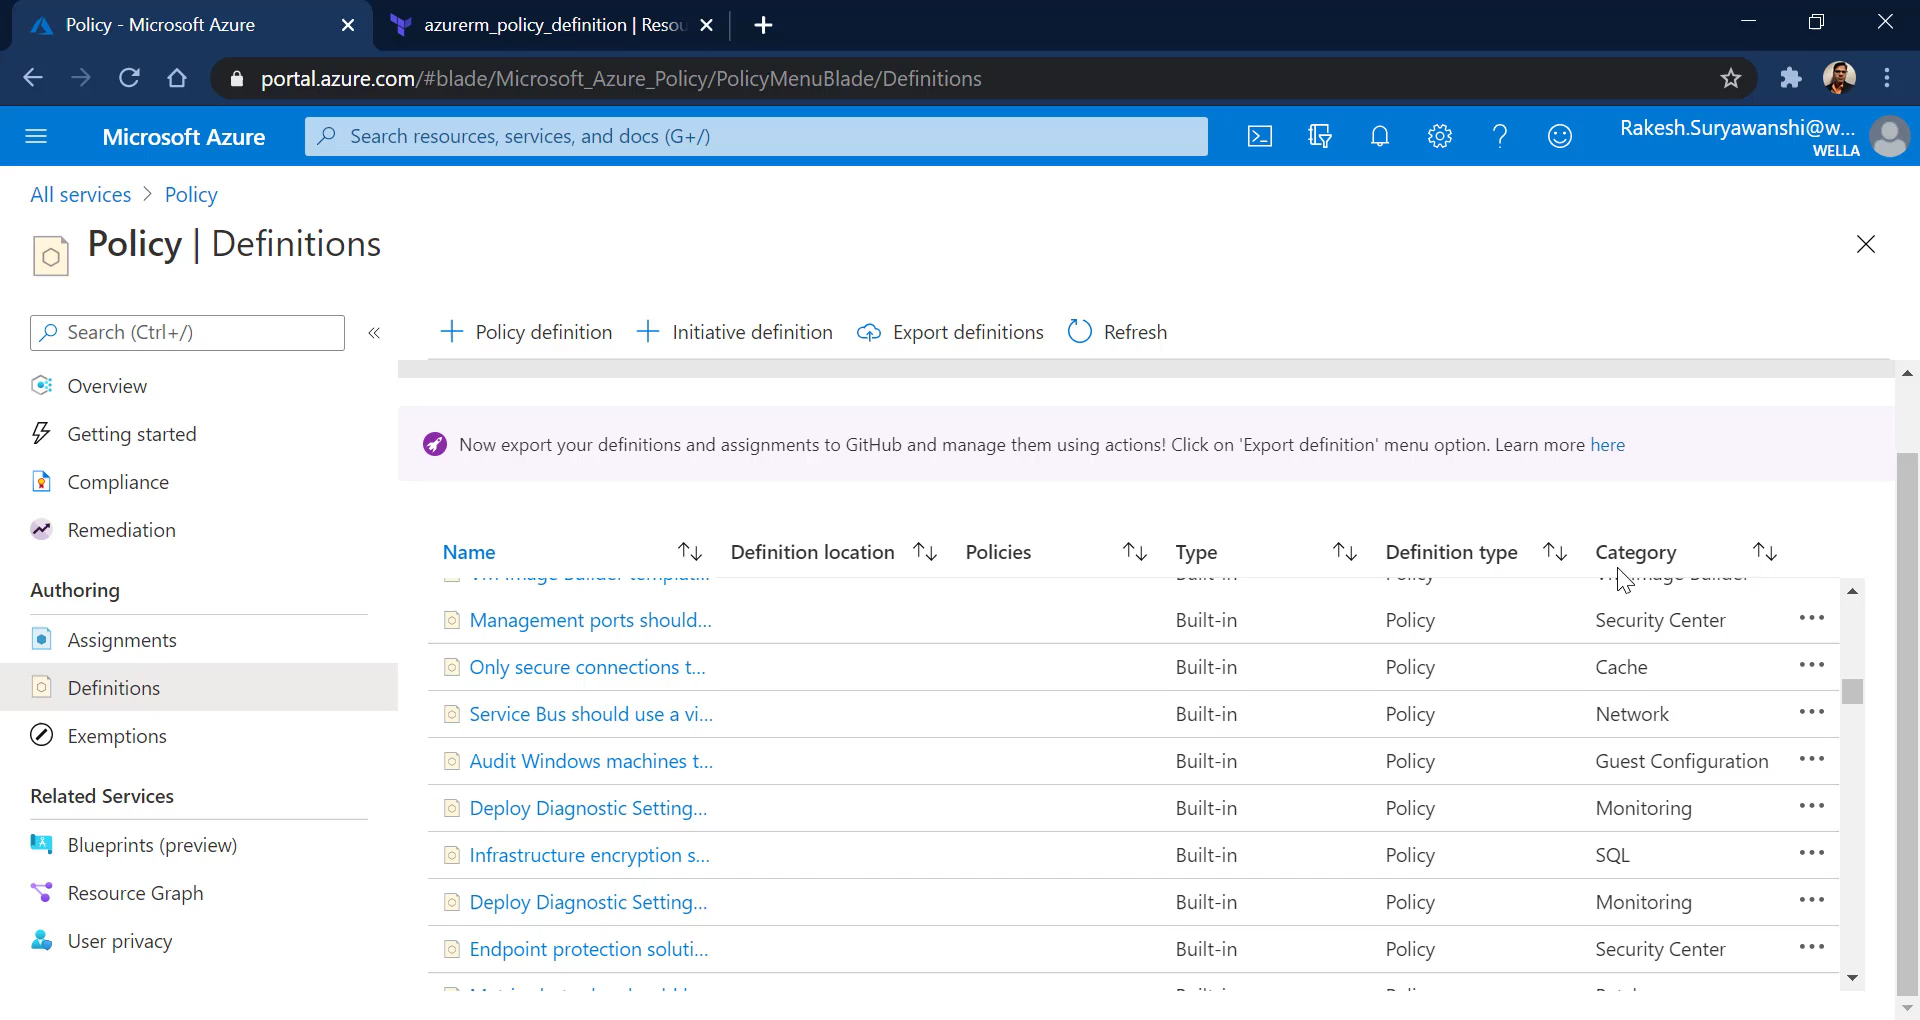 Policy - Microsoft Azure
azurerm_policy_definition | Resou
portal.azure.com/#blade/Microsoft_Azure_Policy/PolicyMenuBlade/Definitions
Microsoft Azure
Search resources, services, and docs (G+/)
Rakesh.Suryawanshi@w...
WELLA
All services > Policy
Policy | Definitions
Search (Ctrl+/)
«
Policy definition
Initiative definition
Export definitions
Refresh
Overview
Getting started
Compliance
Remediation
Authoring
Assignments
Definitions
Exemptions
Related Services
Blueprints (preview)
Resource Graph
User privacy
Now export your definitions and assignments to GitHub and manage them using actions! Click on 'Export definition' menu option. Learn more here
Name Definition location Policies Type Definition type Category
Management ports should... Built-in Policy Security Center
Only secure connections t... Built-in Policy Cache
Service Bus should use a vi... Built-in Policy Network
Audit Windows machines t... Built-in Policy Guest Configuration
Deploy Diagnostic Setting... Built-in Policy Monitoring
Infrastructure encryption s... Built-in Policy SQL
Deploy Diagnostic Setting... Built-in Policy Monitoring
Endpoint protection soluti... Built-in Policy Security Center